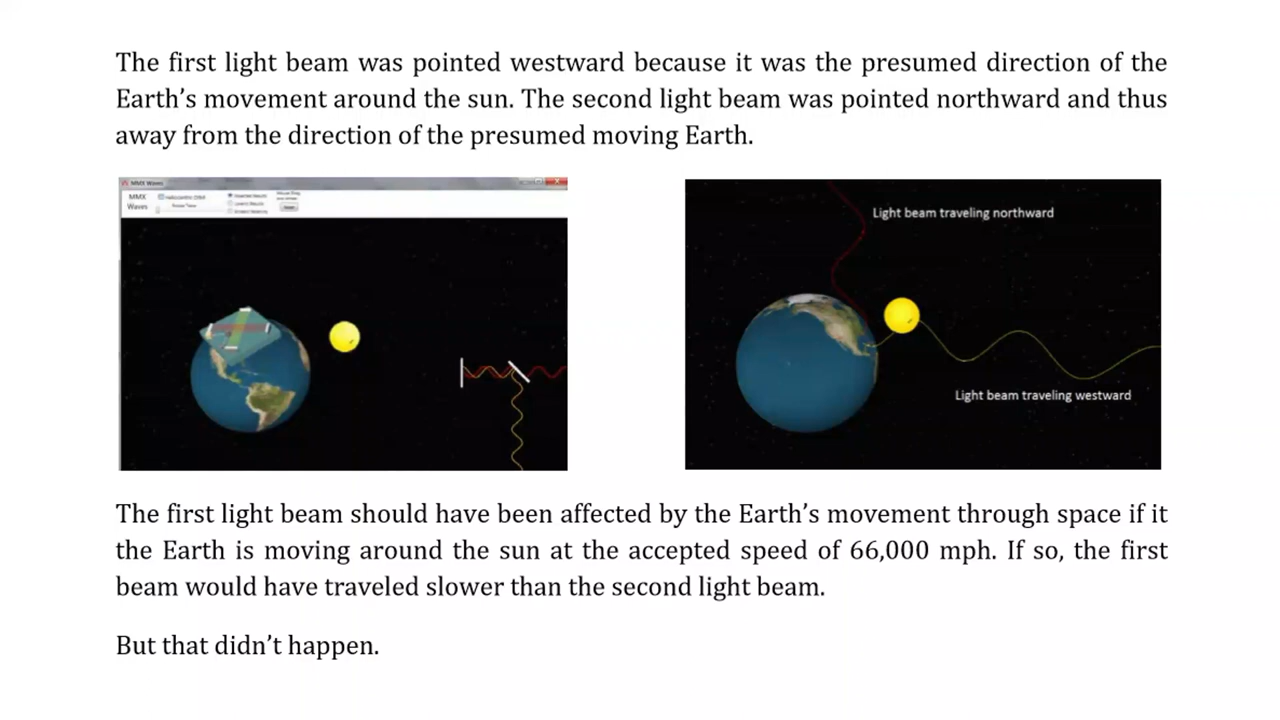 The first light beam was pointed westward because it was the presumed direction of the
Earth's movement around the sun. The second light beam was pointed northward and thus
away from the direction of the presumed moving Earth.
MMX Waves
MMX
Waves
Light beam traveling northward
Light beam traveling westward
The first light beam should have been affected by the Earth's movement through space if it
the Earth is moving around the sun at the accepted speed of 66,000 mph. If so, the first
beam would have traveled slower than the second light beam.
But that didn't happen.